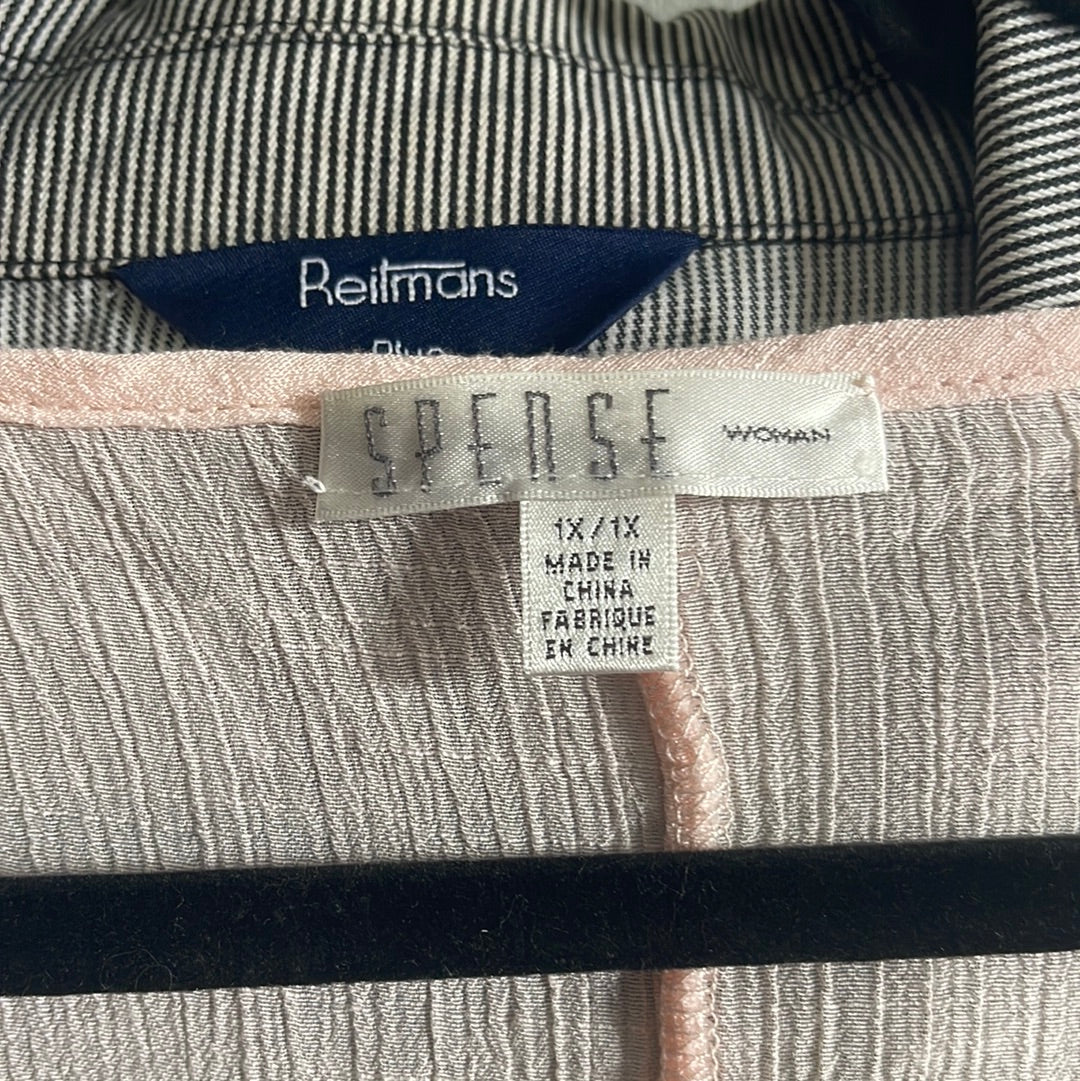 Reitmans
SPENSE WOMAN
1X/1X
MADE IN
CHINA
FABRIQUE
EN CHINE